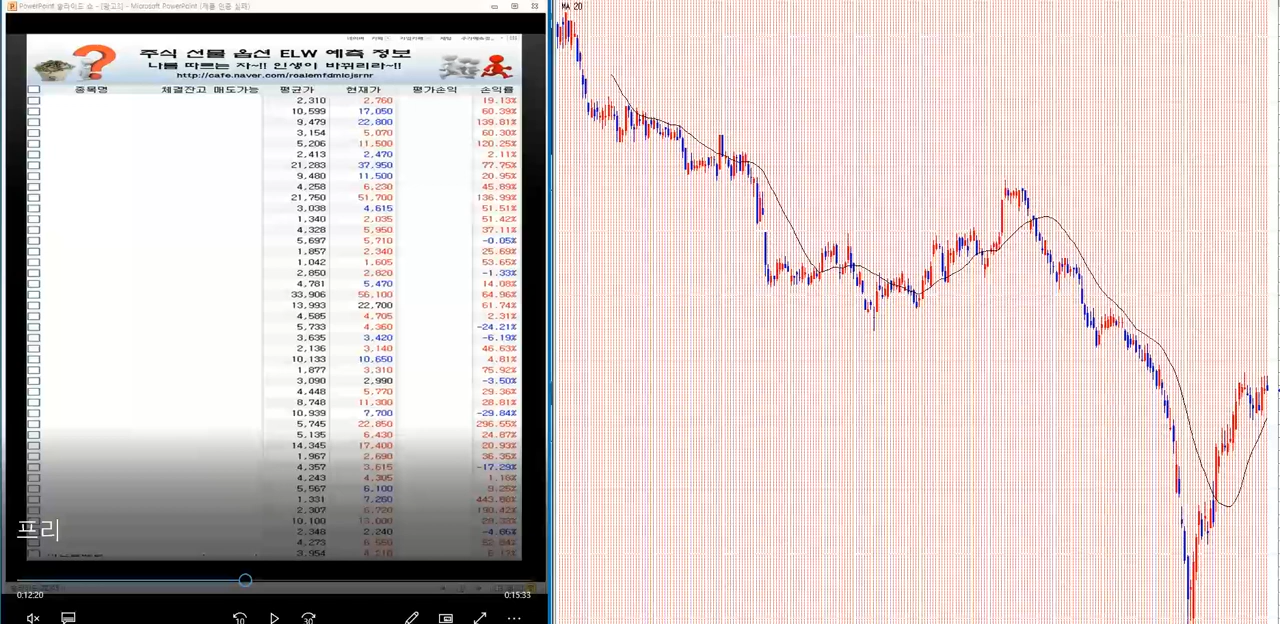 PowerPoint 슬라이드 쇼 - [광고5] - Microsoft PowerPoint (제품 인증 실패)
MA 20
주식 선물 옵션 ELW 예측 정보
나를 따르는 자~!! 인생이 바뀌리라~!!
종목명 체결잔고 매도가능 평균가 현재가 평가손익 손익률
2,310 2,760 19.13%
10,599 17,050 60.39%
9,479 22,800 139.81%
3,154 5,070 60.30%
5,206 11,500 120.25%
2,413 2,470 2.11%
21,283 37,950 77.75%
9,480 11,500 20.95%
4,258 6,230 45.89%
21,750 51,700 136.99%
3,038 4,615 51.51%
1,340 2,035 51.42%
4,328 5,950 37.11%
5,697 5,710 -0.05%
1,857 2,340 25.69%
1,042 1,605 53.65%
2,850 2,820 -1.33%
4,781 5,470 14.08%
33,906 56,100 64.96%
13,993 22,700 61.74%
4,585 4,705 2.31%
5,733 4,360 -24.21%
3,635 3,420 -6.19%
2,136 3,140 46.63%
10,133 10,650 4.81%
1,877 3,310 75.92%
3,090 2,990 -3.50%
4,448 5,770 29.36%
8,748 11,300 28.81%
10,939 7,700 -29.84%
5,745 22,850 296.55%
5,135 6,430 24.87%
14,345 17,400 20.93%
1,967 2,690 36.35%
4,357 3,615 -17.29%
4,243 4,305 1.18%
5,567 6,100 9.25%
1,331 7,260 443.88%
2,307 6,720 190.42%
10,100 13,000 28.33%
2,348 2,240 -4.86%
4,273 6,550
3,954
프리
0:12:20 0:15:33
10 30